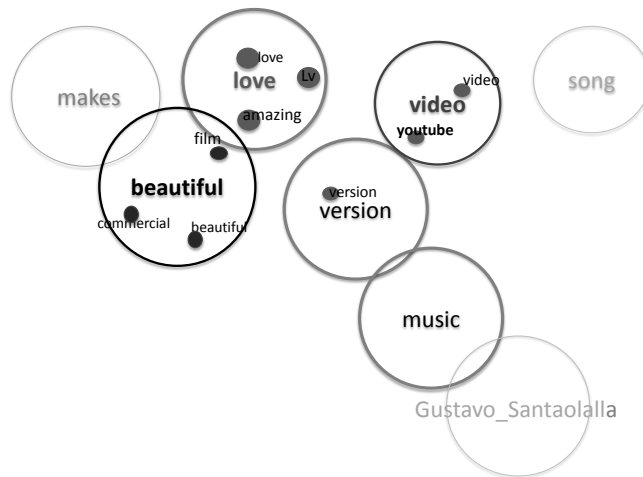 love
Lv
love
makes
amazing
video
video
song
youtube
film
beautiful
commercial
beautiful
version
version
music
Gustavo_Santaolalla